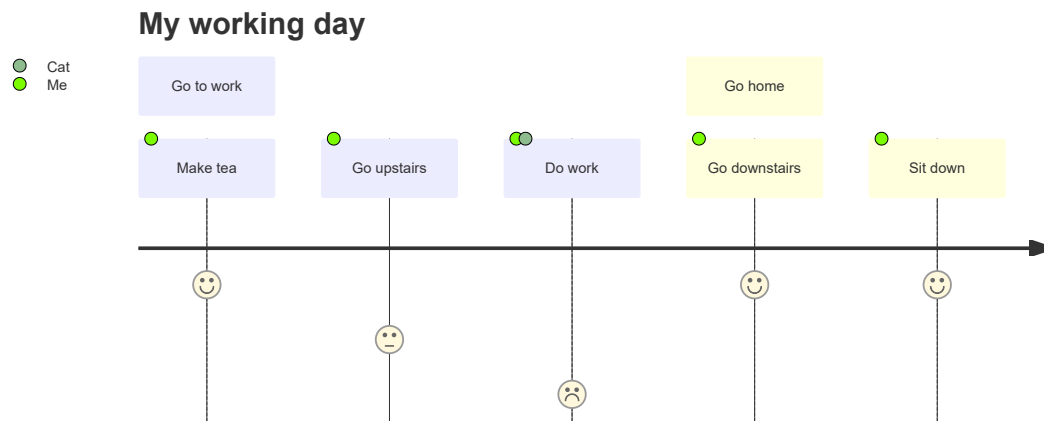 My working day
Cat
Me
Go to work
Go home
Make tea
Go upstairs
Do work
Go downstairs
Sit down